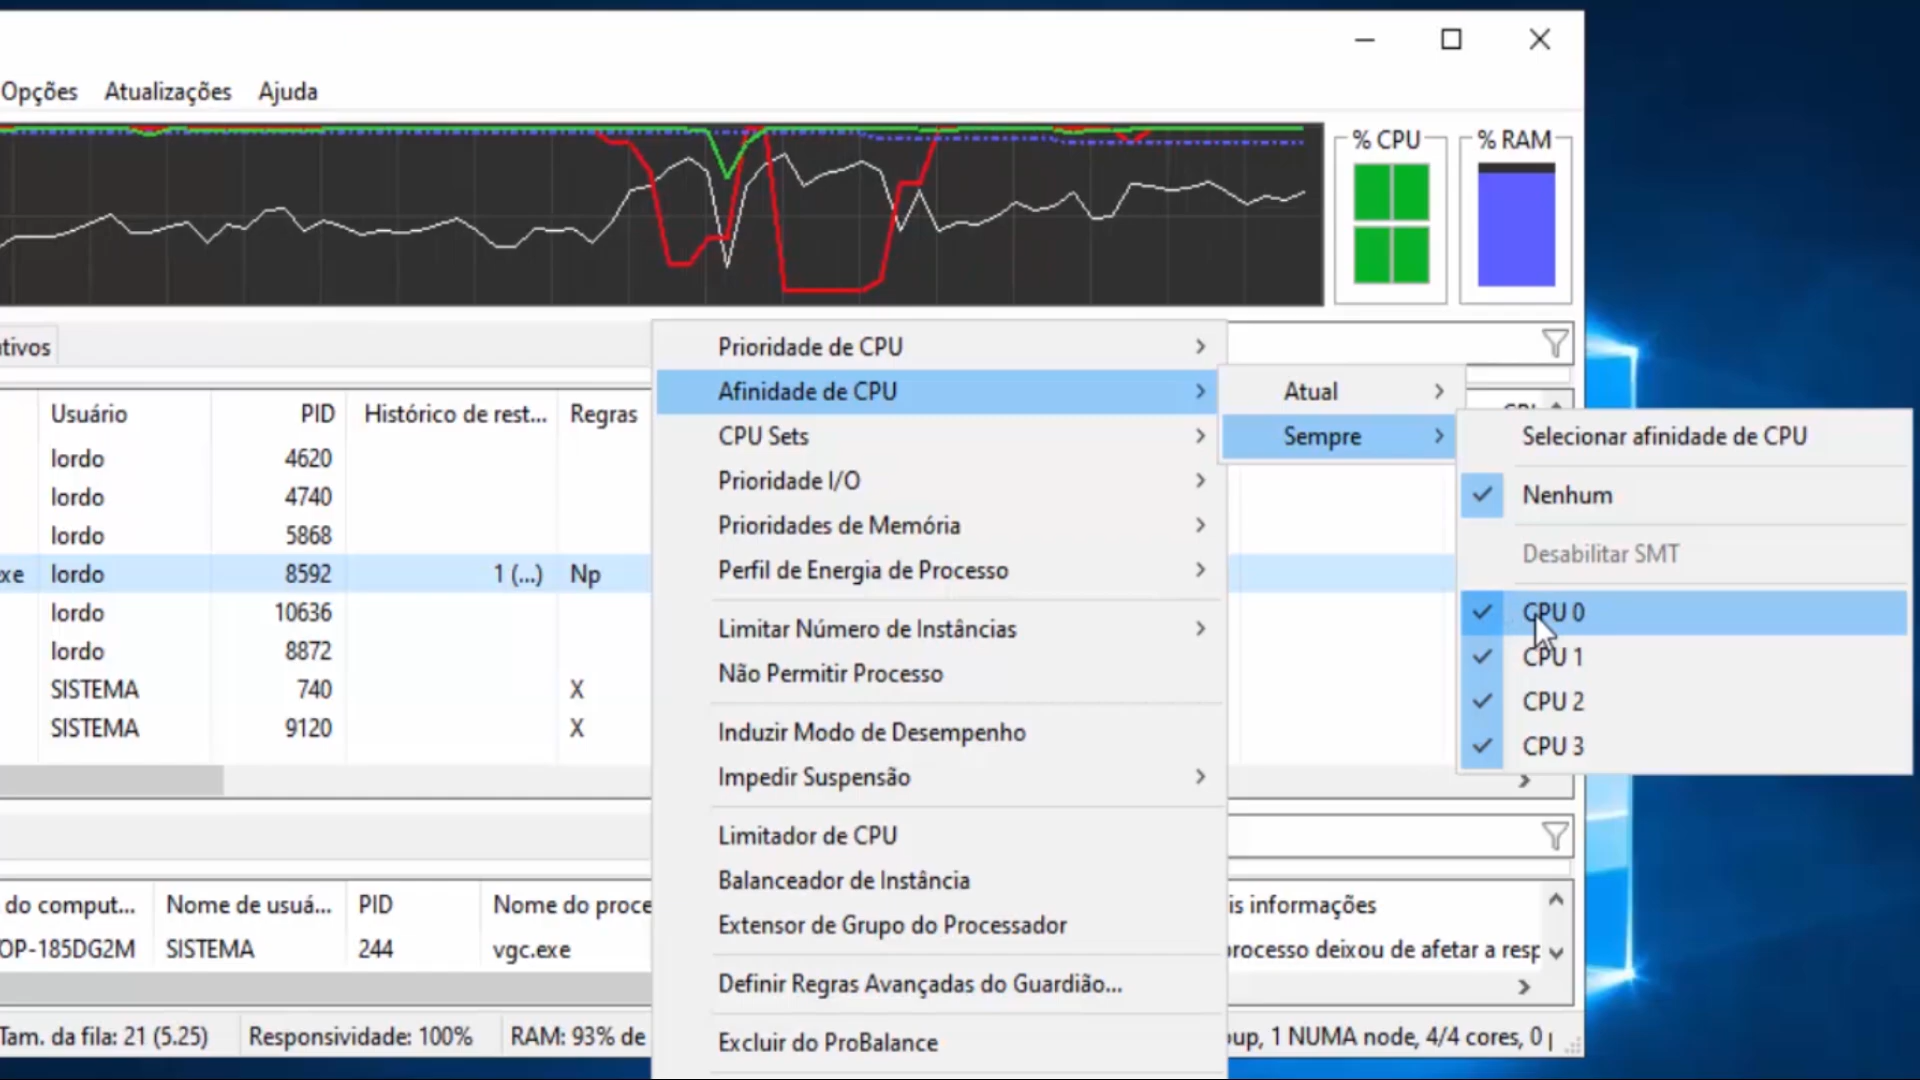 Opções Atualizações Ajuda
% CPU % RAM
Usuário PID Histórico de rest... Regras
lordo 4620
lordo 4740
lordo 5868
lordo 8592 1 (...) Np
lordo 10636
lordo 8872
SISTEMA 740 X
SISTEMA 9120 X
Prioridade de CPU
Afinidade de CPU
CPU Sets
Prioridade I/O
Prioridades de Memória
Perfil de Energia de Processo
Limitar Número de Instâncias
Não Permitir Processo
Induzir Modo de Desempenho
Impedir Suspensão
Limitador de CPU
Balanceador de Instância
Extensor de Grupo do Processador
Definir Regras Avançadas do Guardião...
Excluir do ProBalance
Atual
Sempre
Selecionar afinidade de CPU
Nenhum
Desabilitar SMT
CPU 0
CPU 1
CPU 2
CPU 3
do comput... Nome de usuá... PID Nome do proce is informações
OP-185DG2M SISTEMA 244 vgc.exe processo deixou de afetar a resp
Tam. da fila: 21 (5.25) Responsividade: 100% RAM: 93% de oup, 1 NUMA node, 4/4 cores, 0